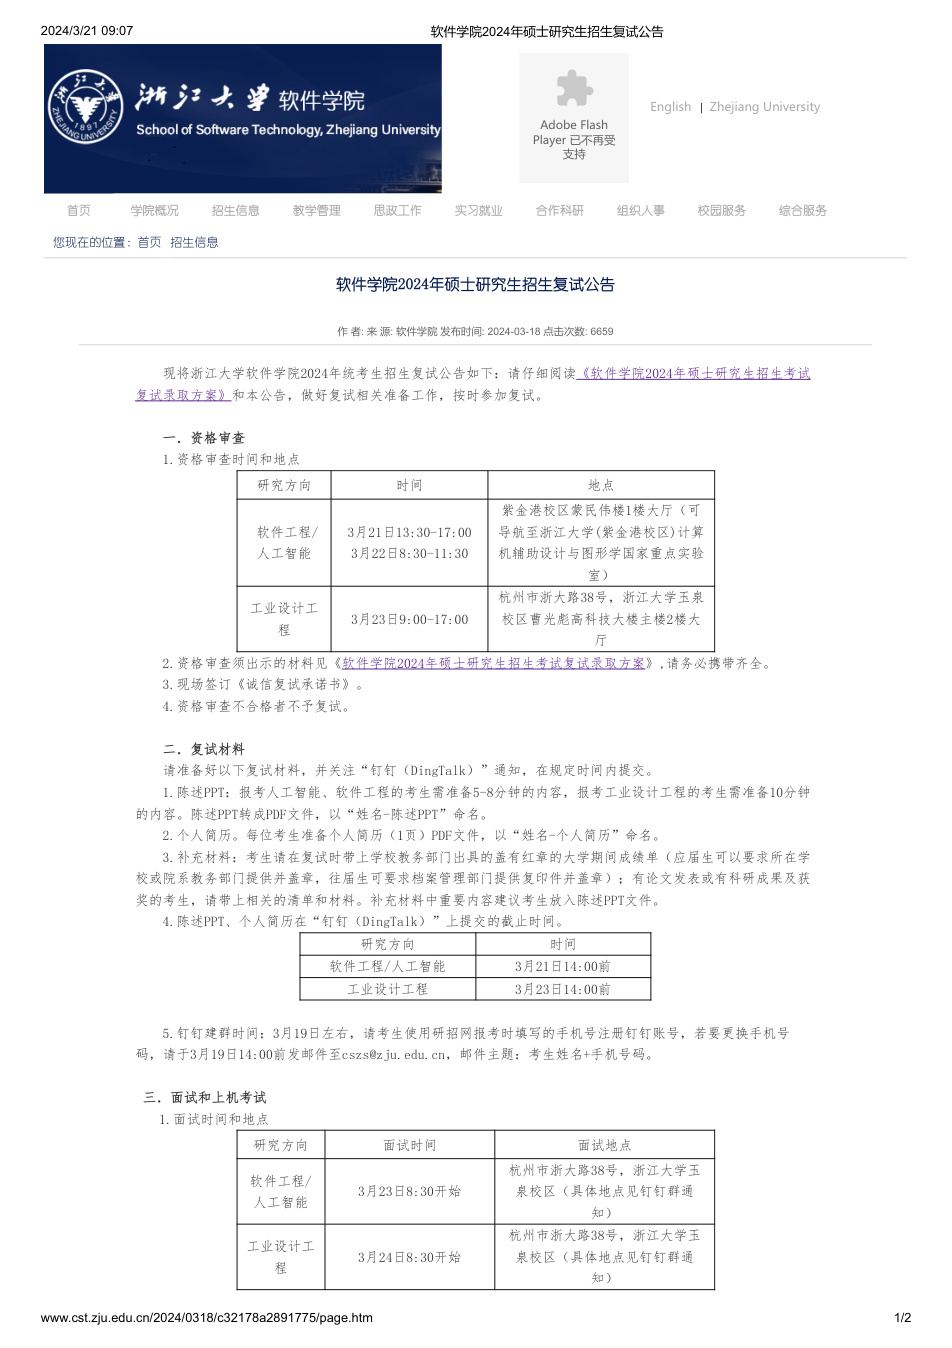 2024/3/21 09:07
软件学院2024年硕士研究生招生复试公告
浙江大学 软件学院
School of Software Technology, Zhejiang University
ZHEJIANG UNIVERSITY
1897
Adobe Flash
Player 已不再受
支持
English | Zhejiang University
首页 学院概况 招生信息 教学管理 思政工作 实习就业 合作科研 组织人事 校园服务 综合服务
您现在的位置：首页 招生信息
软件学院2024年硕士研究生招生复试公告
作 者: 来 源: 软件学院 发布时间: 2024-03-18 点击次数: 6659
现将浙江大学软件学院2024年统考生招生复试公告如下：请仔细阅读《软件学院2024年硕士研究生招生考试
复试录取方案》和本公告，做好复试相关准备工作，按时参加复试。
一．资格审查
1.资格审查时间和地点
研究方向 时间 地点
软件工程/
人工智能
3月21日13:30-17:00
3月22日8:30-11:30
紫金港校区蒙民伟楼1楼大厅（可
导航至浙江大学(紫金港校区)计算
机辅助设计与图形学国家重点实验
室）
工业设计工
程
3月23日9:00-17:00
杭州市浙大路38号，浙江大学玉泉
校区曹光彪高科技大楼主楼2楼大
厅
2.资格审查须出示的材料见《软件学院2024年硕士研究生招生考试复试录取方案》,请务必携带齐全。
3.现场签订《诚信复试承诺书》。
4.资格审查不合格者不予复试。
二．复试材料
请准备好以下复试材料，并关注“钉钉（DingTalk）”通知，在规定时间内提交。
1.陈述PPT：报考人工智能、软件工程的考生需准备5-8分钟的内容，报考工业设计工程的考生需准备10分钟
的内容。陈述PPT转成PDF文件，以“姓名-陈述PPT”命名。
2.个人简历。每位考生准备个人简历（1页）PDF文件，以“姓名-个人简历”命名。
3.补充材料：考生请在复试时带上学校教务部门出具的盖有红章的大学期间成绩单（应届生可以要求所在学
校或院系教务部门提供并盖章，往届生可要求档案管理部门提供复印件并盖章）；有论文发表或有科研成果及获
奖的考生，请带上相关的清单和材料。补充材料中重要内容建议考生放入陈述PPT文件。
4.陈述PPT、个人简历在“钉钉（DingTalk）”上提交的截止时间。
研究方向 时间
软件工程/人工智能 3月21日14:00前
工业设计工程 3月23日14:00前
5.钉钉建群时间：3月19日左右，请考生使用研招网报考时填写的手机号注册钉钉账号，若要更换手机号
码，请于3月19日14:00前发邮件至cszs@zju.edu.cn，邮件主题：考生姓名+手机号码。
三．面试和上机考试
1.面试时间和地点
研究方向 面试时间 面试地点
软件工程/
人工智能
3月23日8:30开始
杭州市浙大路38号，浙江大学玉
泉校区（具体地点见钉钉群通
知）
工业设计工
程
3月24日8:30开始
杭州市浙大路38号，浙江大学玉
泉校区（具体地点见钉钉群通
知）
www.cst.zju.edu.cn/2024/0318/c32178a2891775/page.htm
1/2